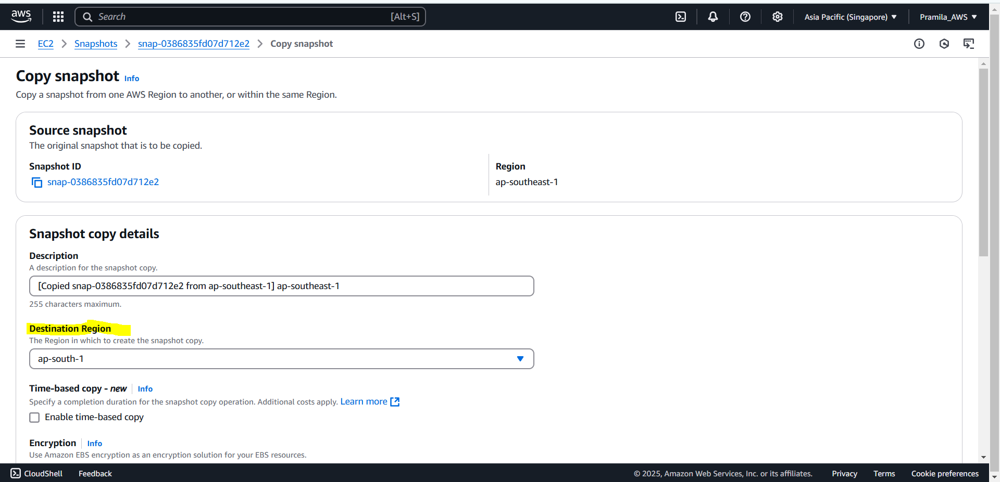 aws
Search [Alt+S]
Asia Pacific (Singapore) Pramila_AWS
EC2 Snapshots snap-0386835fd07d712e2 Copy snapshot
Copy snapshot Info
Copy a snapshot from one AWS Region to another, or within the same Region.
Source snapshot
The original snapshot that is to be copied.
Snapshot ID
snap-0386835fd07d712e2
Region
ap-southeast-1
Snapshot copy details
Description
A description for the snapshot copy.
[Copied snap-0386835fd07d712e2 from ap-southeast-1] ap-southeast-1
255 characters maximum.
Destination Region
The Region in which to create the snapshot copy.
ap-south-1
Time-based copy - new Info
Specify a completion duration for the snapshot copy operation. Additional costs apply. Learn more
Enable time-based copy
Encryption Info
Use Amazon EBS encryption as an encryption solution for your EBS resources.
CloudShell Feedback © 2025, Amazon Web Services, Inc. or its affiliates. Privacy Terms Cookie preferences